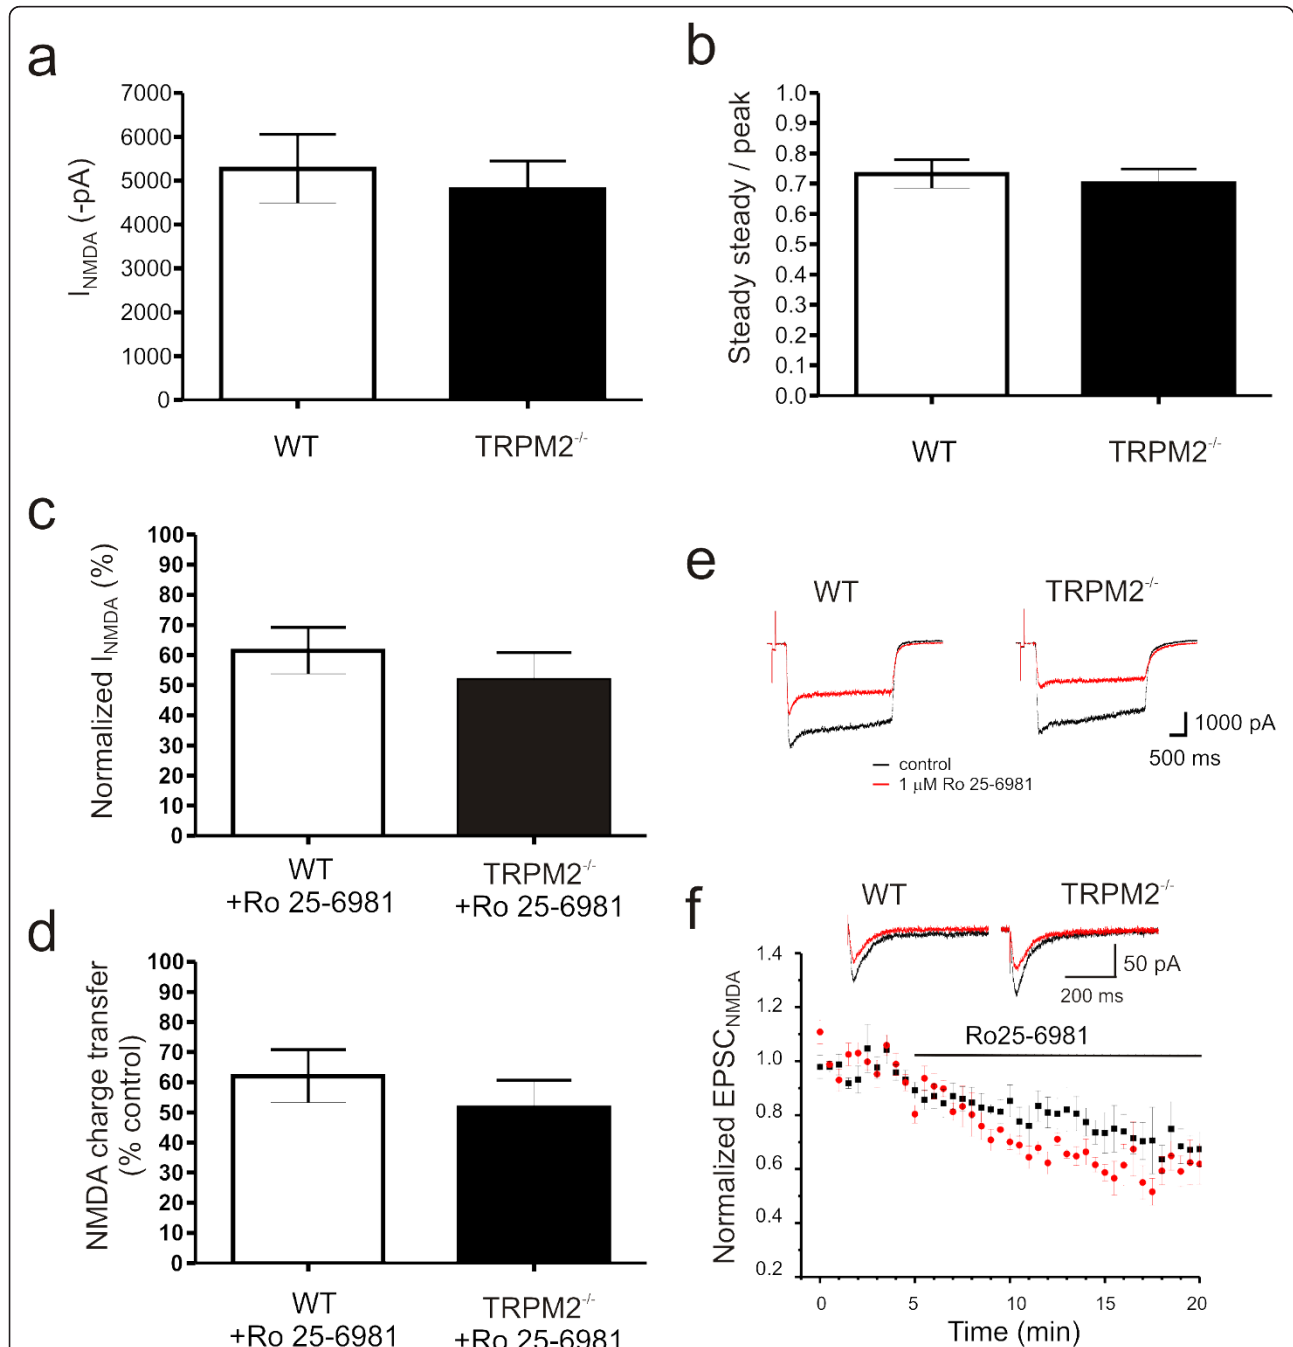 a
7000
6000
5000
4000
3000
2000
1000
0
I_NMDA (-pA)
WT
TRPM2-/-
b
1.0
0.9
0.8
0.7
0.6
0.5
0.4
0.3
0.2
0.1
0.0
Steady steady / peak
WT
TRPM2-/-
c
100
90
80
70
60
50
40
30
20
10
0
Normalized I_NMDA (%)
WT
+Ro 25-6981
TRPM2-/-
+Ro 25-6981
d
100
90
80
70
60
50
40
30
20
10
0
NMDA charge transfer
(% control)
WT
+Ro 25-6981
TRPM2-/-
+Ro 25-6981
e
WT
TRPM2-/-
1000 pA
500 ms
control
1 μM Ro 25-6981
f
WT
TRPM2-/-
50 pA
200 ms
Ro25-6981
1.4
1.2
1.0
0.8
0.6
0.4
0.2
Normalized EPSC_NMDA
0 5 10 15 20
Time (min)